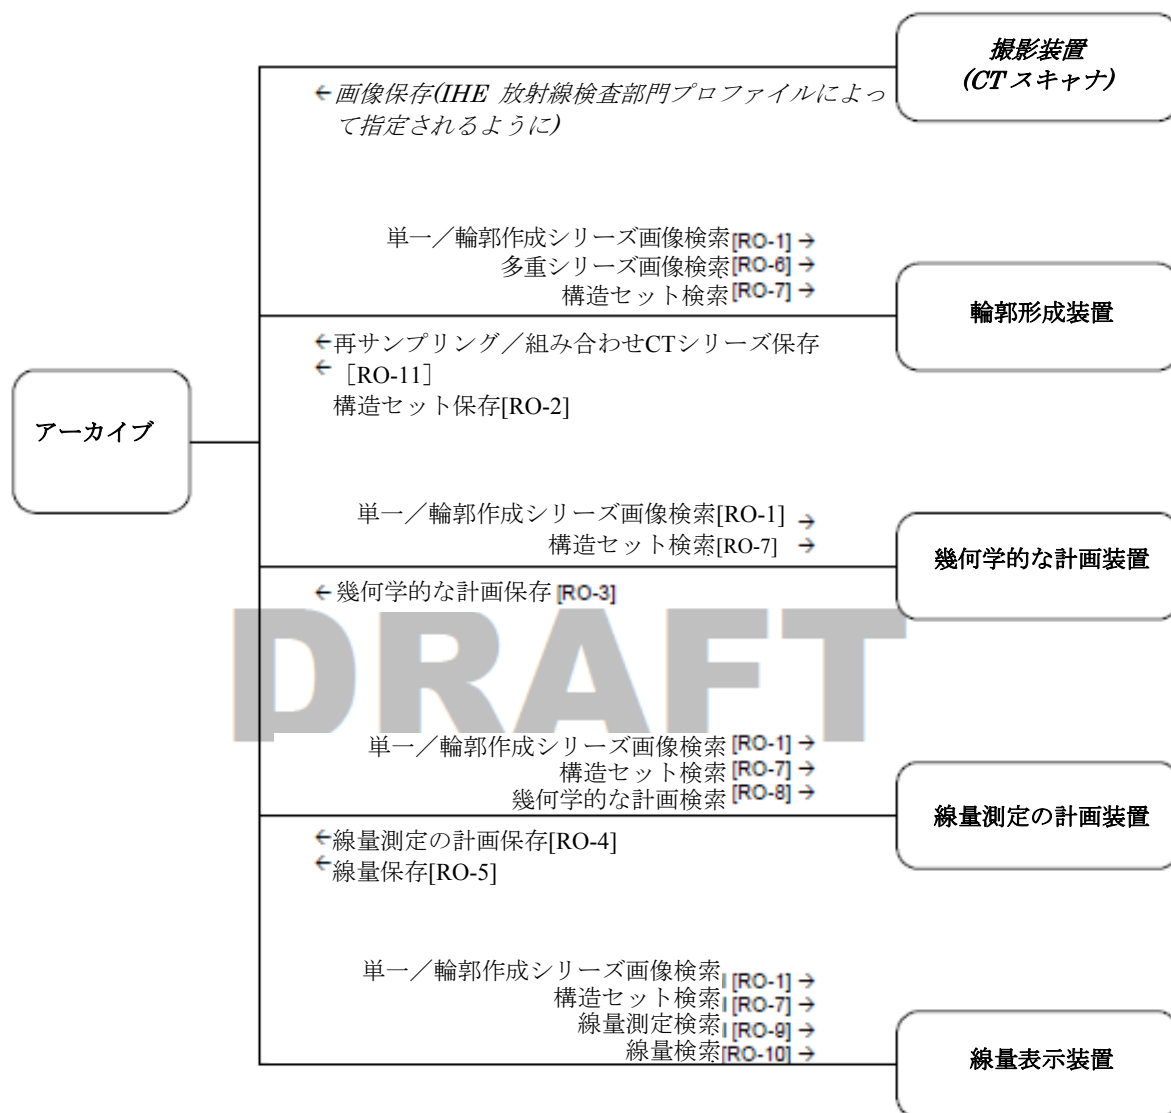 撮影装置
(CT スキャナ)
←画像保存(IHE 放射線検査部門プロファイルによっ
て指定されるように)
単一／輪郭作成シリーズ画像検索[RO-1] →
多重シリーズ画像検索[RO-6] →
構造セット検索[RO-7] →
輪郭形成装置
←再サンプリング／組み合わせCTシリーズ保存
← ［RO-11］
構造セット保存[RO-2]
アーカイブ
単一／輪郭作成シリーズ画像検索[RO-1] →
構造セット検索[RO-7] →
幾何学的な計画装置
←幾何学的な計画保存 [RO-3]
DRAFT
単一／輪郭作成シリーズ画像検索 [RO-1] →
構造セット検索 [RO-7] →
幾何学的な計画検索 [RO-8] →
線量測定の計画装置
←線量測定の計画保存[RO-4]
←線量保存[RO-5]
単一／輪郭作成シリーズ画像検索 [RO-1] →
構造セット検索 [RO-7] →
線量測定検索 [RO-9] →
線量検索[RO-10] →
線量表示装置